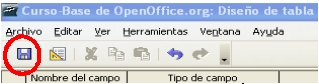 Curso-Base de OpenOffice.org: Diseño de tabla
Archivo Editar Ver Herramientas Ventana Ayuda
Nombre del campo Tipo de campo